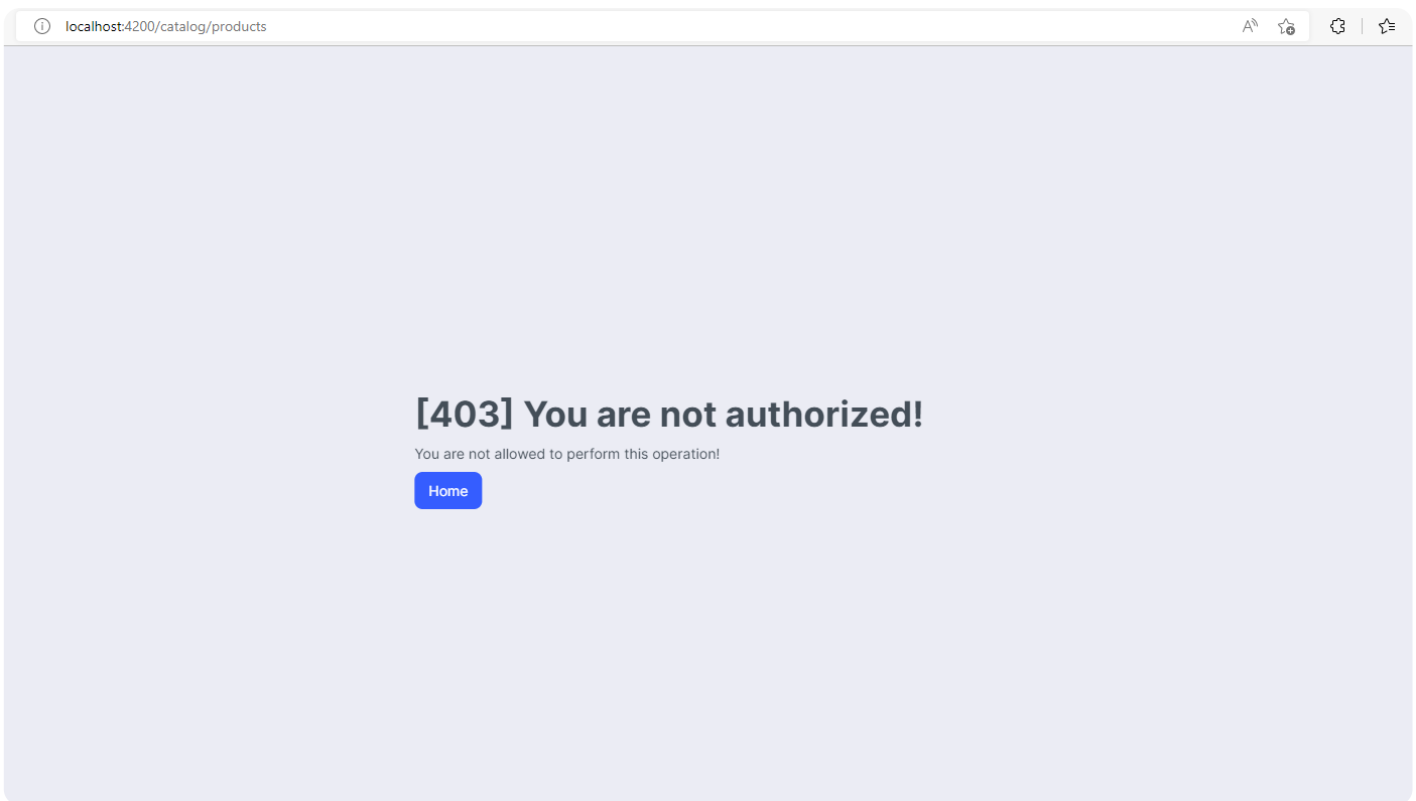 localhost:4200/catalog/products
[403] You are not authorized!
You are not allowed to perform this operation!
Home